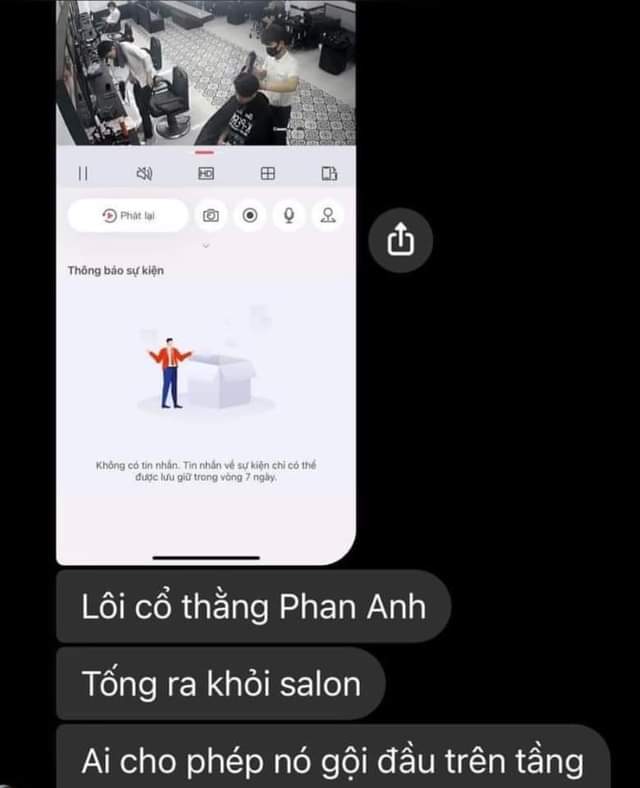 HD
Phát lại
Thông báo sự kiện
Không có tin nhắn. Tin nhắn về sự kiện chỉ có thể
được lưu giữ trong vòng 7 ngày.
Lôi cổ thằng Phan Anh
Tống ra khỏi salon
Ai cho phép nó gội đầu trên tầng